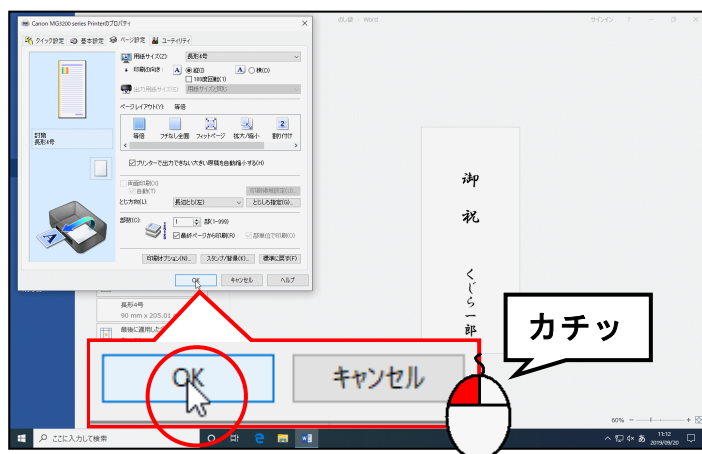 Canon MG3200 series Printerのプロパティ
のし袋 - Word
サインイン
クイック設定
基本設定
ページ設定
ユーティリティ
用紙サイズ(Z):
長形4号
印刷の向き:
縦(I)
横(O)
180度回転(1)
出力用紙サイズ(E):
用紙サイズと同じ
ページレイアウト(Y): 等倍
等倍
フチなし全面
フィットページ
拡大/縮小
割り付け
封筒
長形4号
プリンターで出力できない大きい原稿を自動縮小する(H)
両面印刷(X)
自動(T)
印刷領域設定(U)...
とじ方向(L)
長辺とじ(左)
とじしろ指定(G)...
部数(C):
1
部(1-999)
最終ページから印刷(R)
部単位で印刷(O)
印刷オプション(N)...
スタンプ/背景(K)...
標準に戻す(F)
OK
キャンセル
ヘルプ
長形4号
90 mm x 205.01
最後に適用した
御祝
くじら一郎
カチッ
OK
キャンセル
60%
ここに入力して検索
あ
11:12
2019/09/20